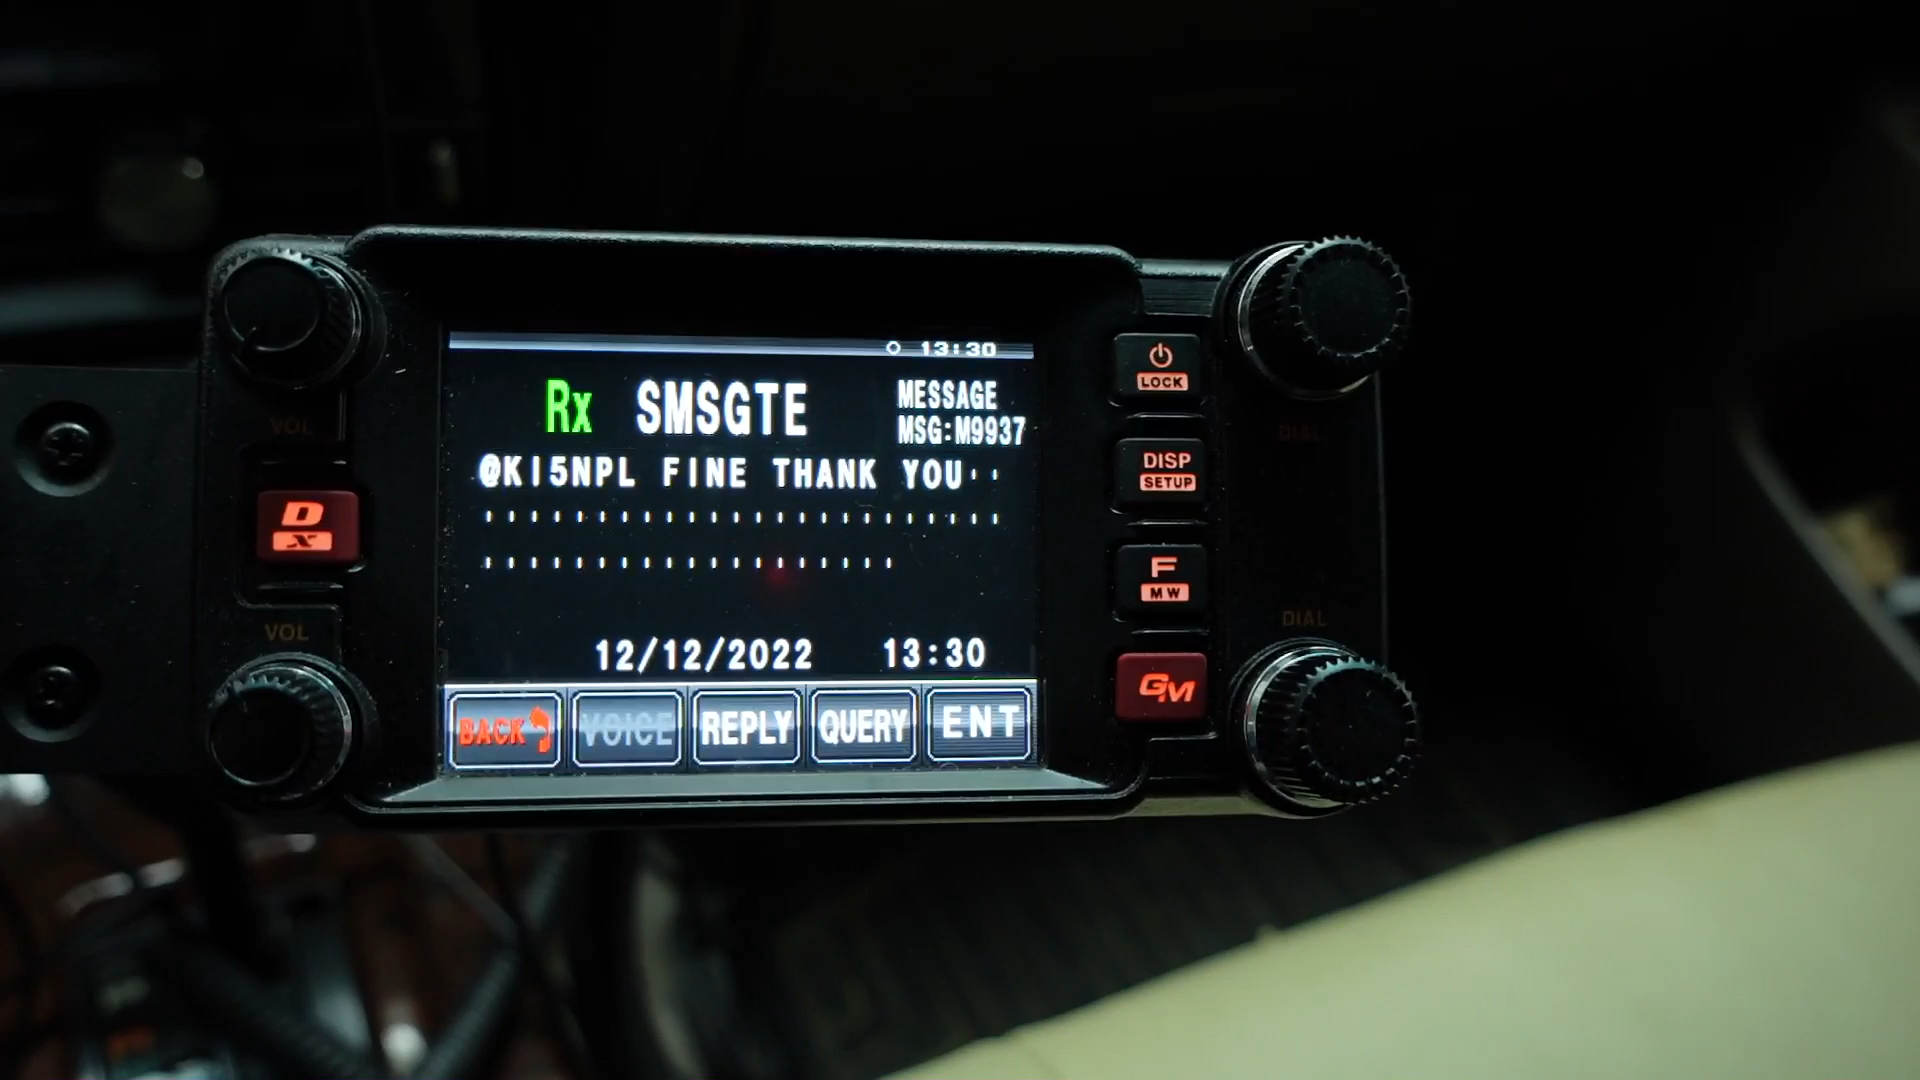 13:30
Rx SMSGTE MESSAGE
MSG:M9937
@KI5NPL FINE THANK YOU
12/12/2022 13:30
BACK VOICE REPLY QUERY ENT
VOL
D
X
VOL
LOCK
DISP
SETUP
F
MW
GM
DIAL
DIAL